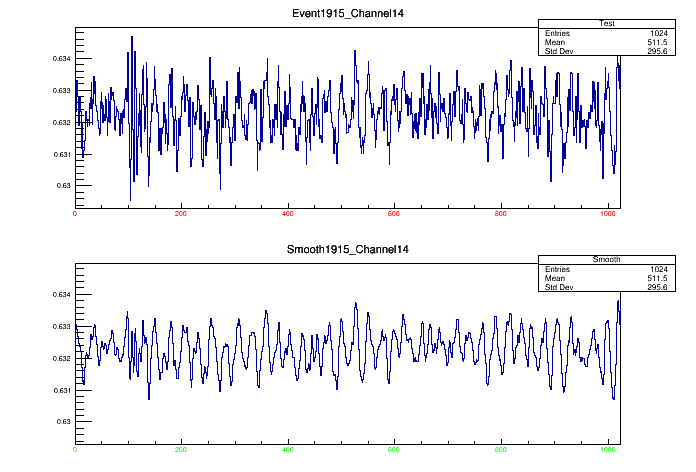 Event1915_Channel14
Test
Entries 1024
Mean 511.5
Std Dev 295.6
0.634
0.633
0.632
0.631
0.63
0 200 400 600 800 1000
Smooth1915_Channel14
Smooth
Entries 1024
Mean 511.5
Std Dev 295.6
0.634
0.633
0.632
0.631
0.63
0 200 400 600 800 1000